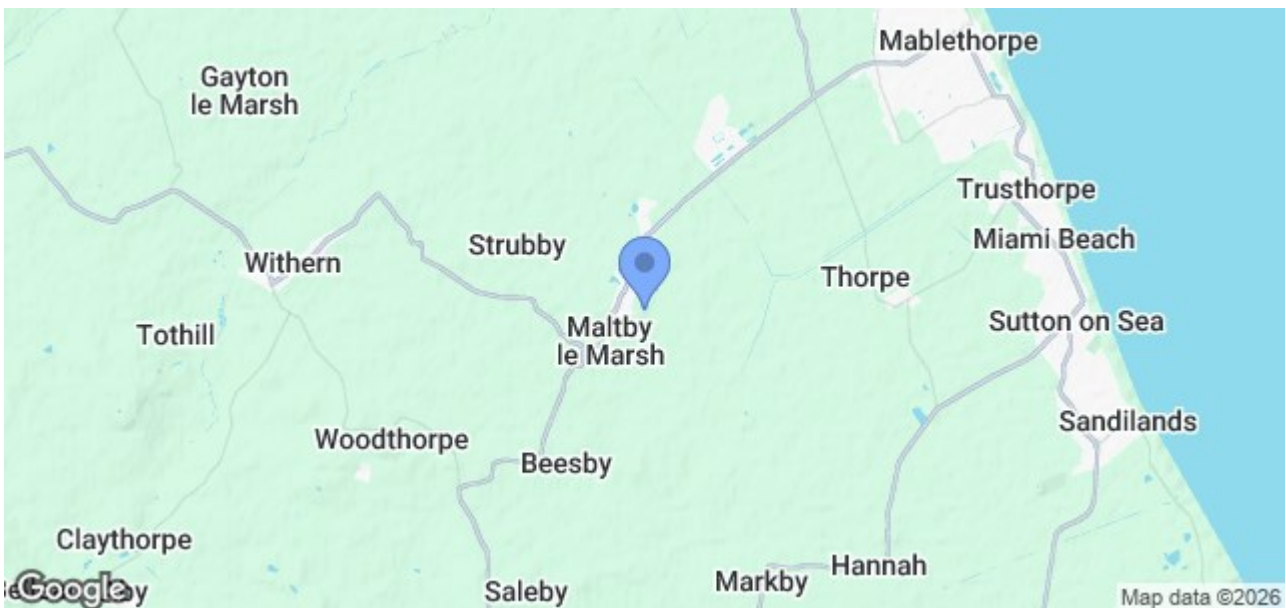 Mablethorpe
Gayton
le Marsh
Trusthorpe
Miami Beach
Strubby
Withern
Thorpe
Sutton on Sea
Maltby
le Marsh
Tothill
Sandilands
Woodthorpe
Beesby
Claythorpe
Hannah
Markby
Saleby
Google
Map data ©2026